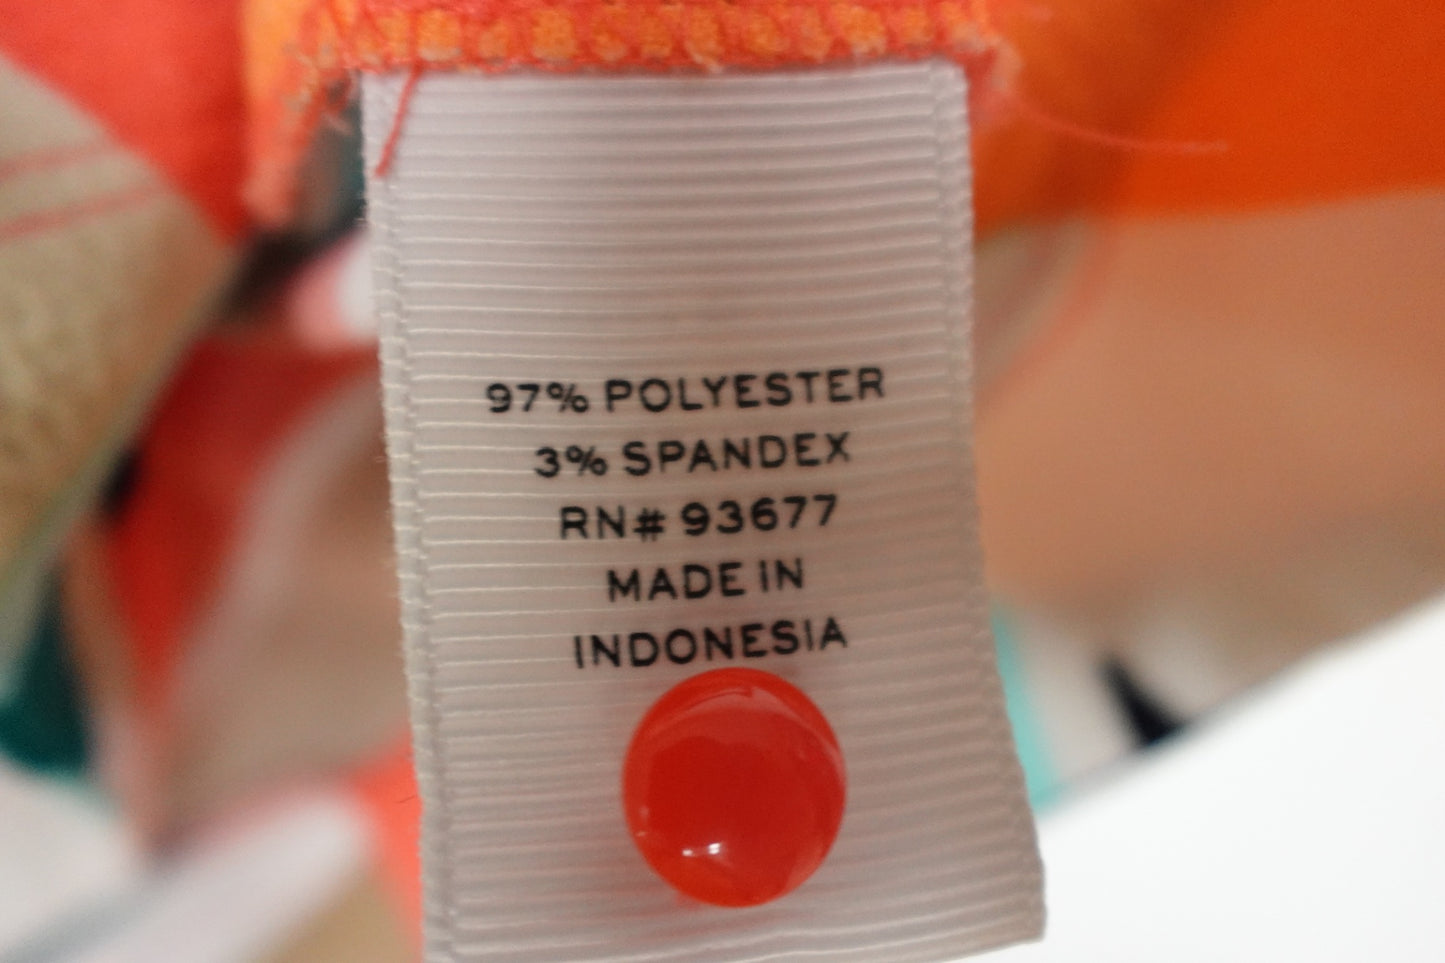 97% POLYESTER
3% SPANDEX
RN# 93677
MADE IN
INDONESIA